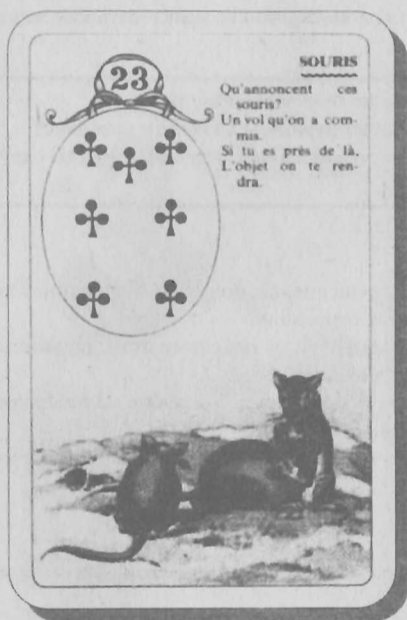 23
SOURIS
Qu'annoncent ces
souris?
Un vol qu'on a com-
mis.
Si tu es près de là,
L'objet on te ren-
dra.